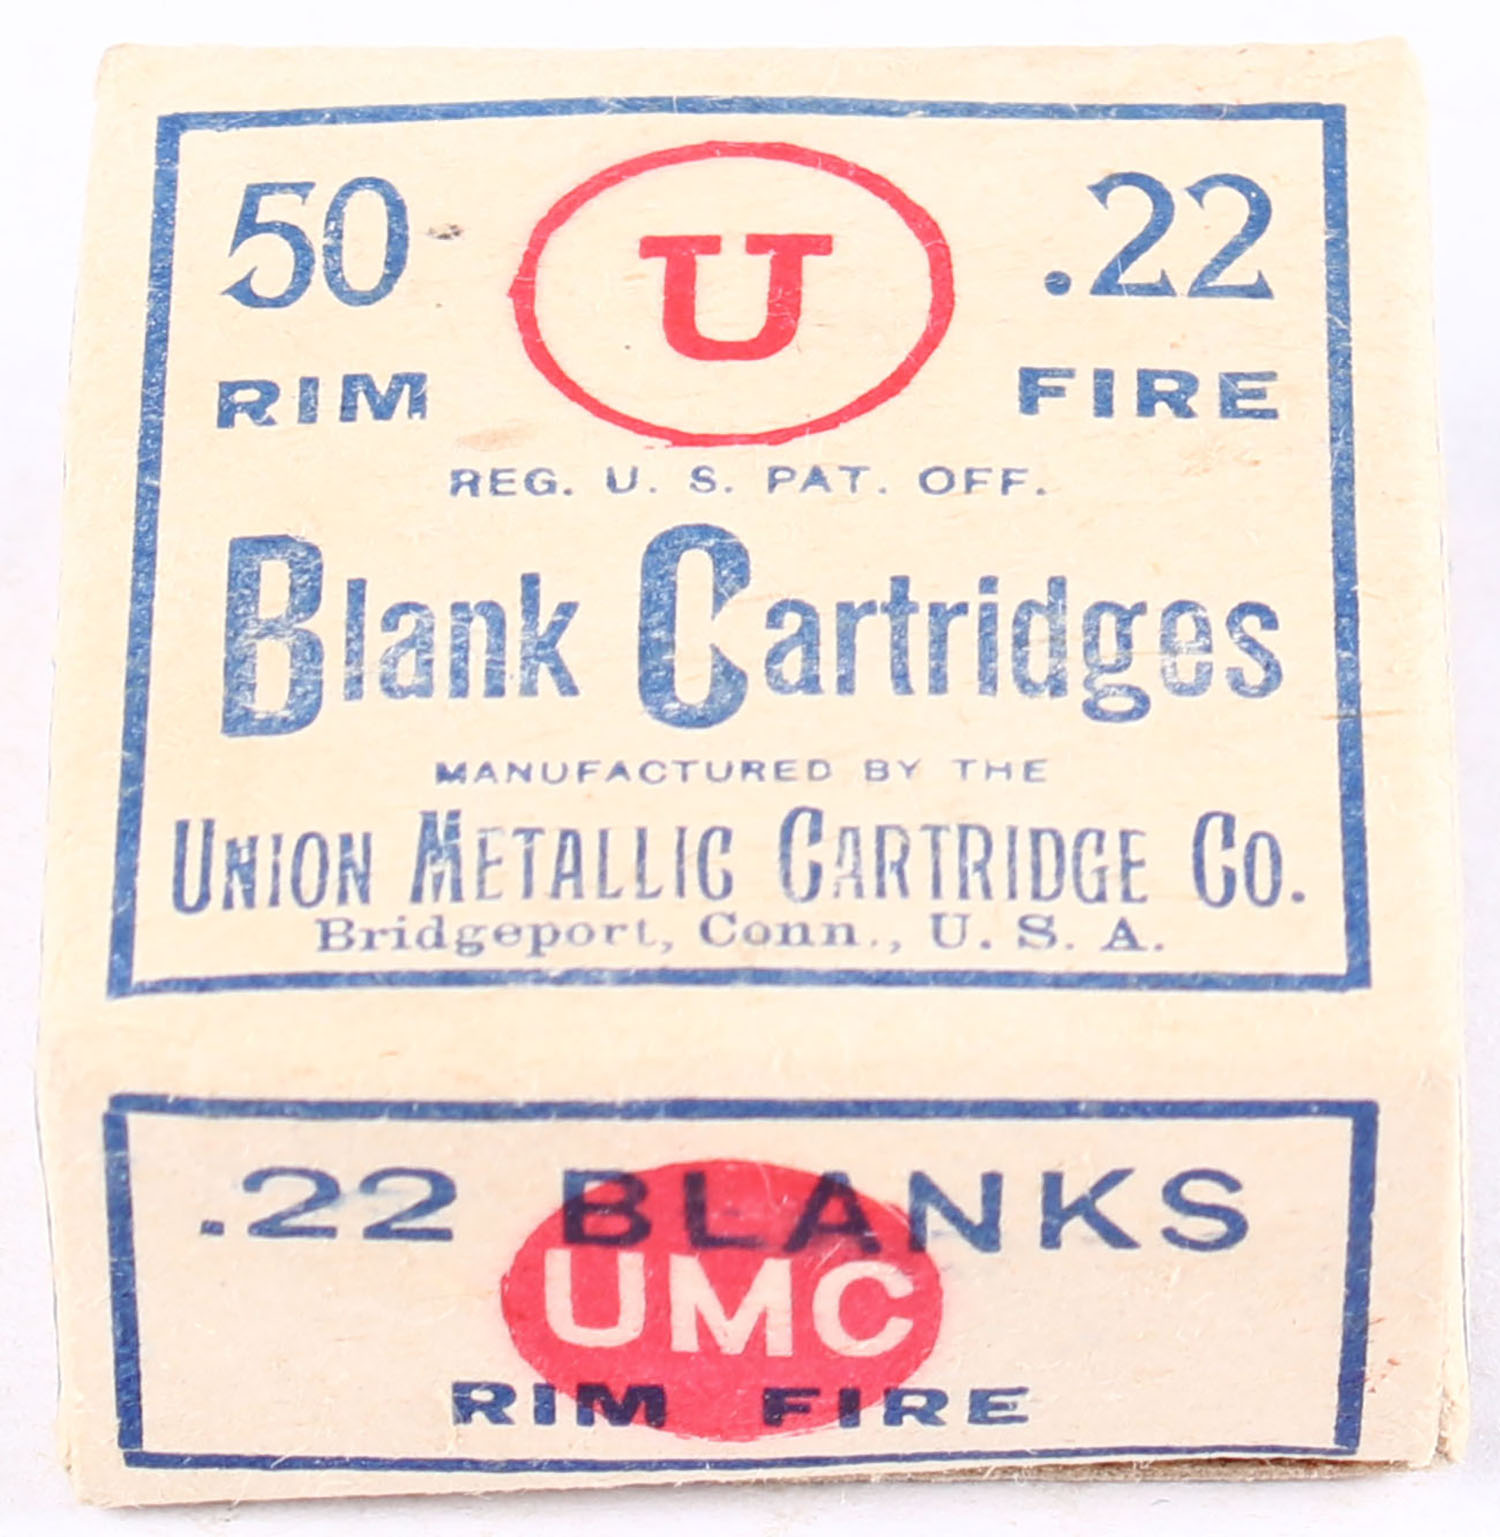 50 U .22
RIM FIRE
REG. U. S. PAT. OFF.
Blank Cartridges
MANUFACTURED BY THE
UNION METALLIC CARTRIDGE CO.
Bridgeport, Conn., U. S. A.
.22 BLANKS
UMC
RIM FIRE